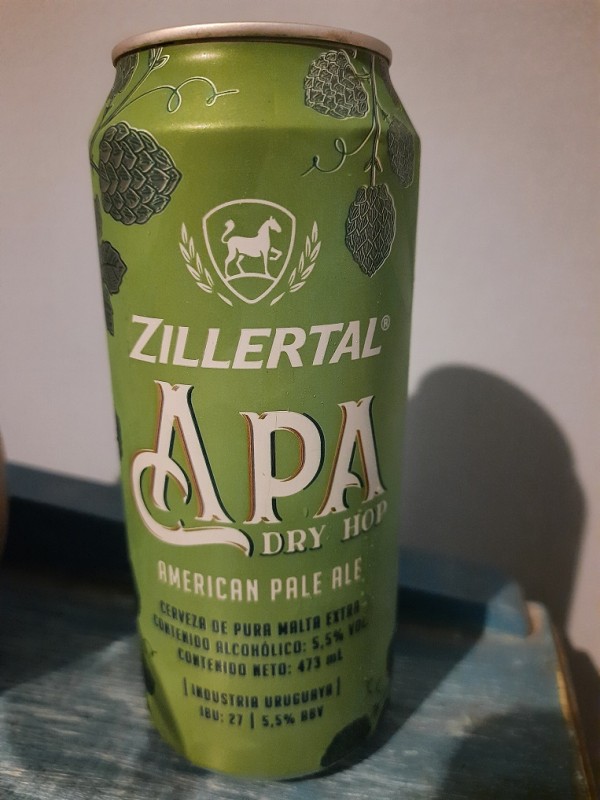 ZILLERTAL®
APA
DRY HOP
AMERICAN PALE ALE
CERVEZA DE PURA MALTA EXTRA
CONTENIDO ALCOHÓLICO: 5,5% VOL
CONTENIDO NETO: 473 mL
| INDUSTRIA URUGUAYA |
IBU: 27 | 5,5% ABV